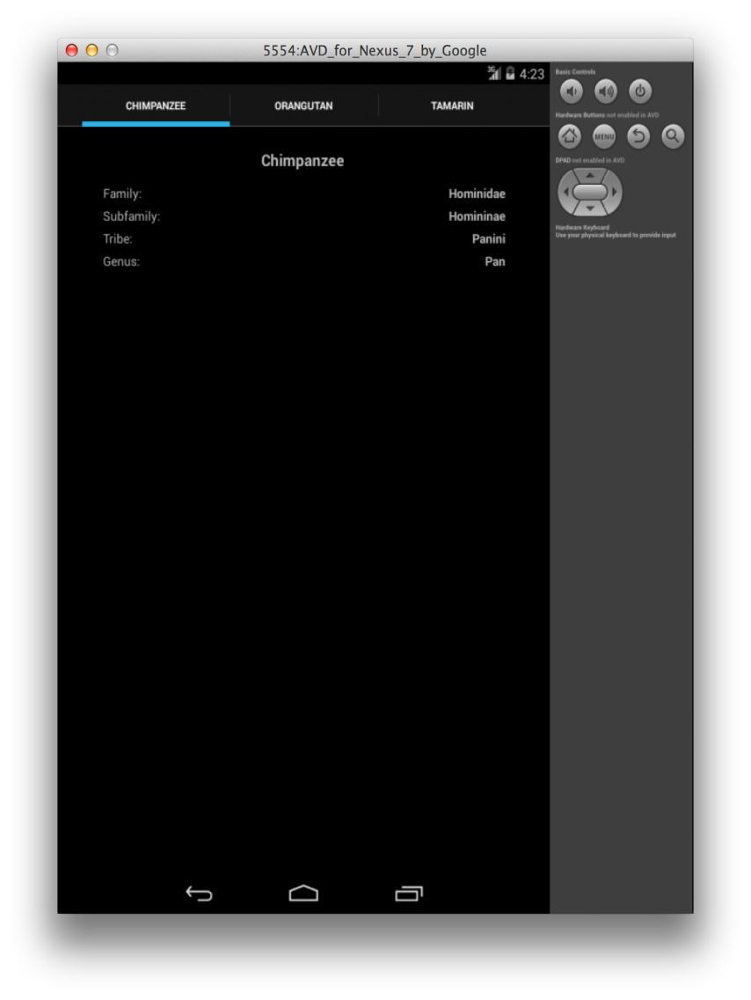 5554:AVD_for_Nexus_7_by_Google
3G 4:23
CHIMPANZEE ORANGUTAN TAMARIN
Chimpanzee
Family: Hominidae
Subfamily: Homininae
Tribe: Panini
Genus: Pan
Basic Controls
Hardware Buttons not enabled in AVD
MENU
DPAD not enabled in AVD
Hardware Keyboard
Use your physical keyboard to provide input